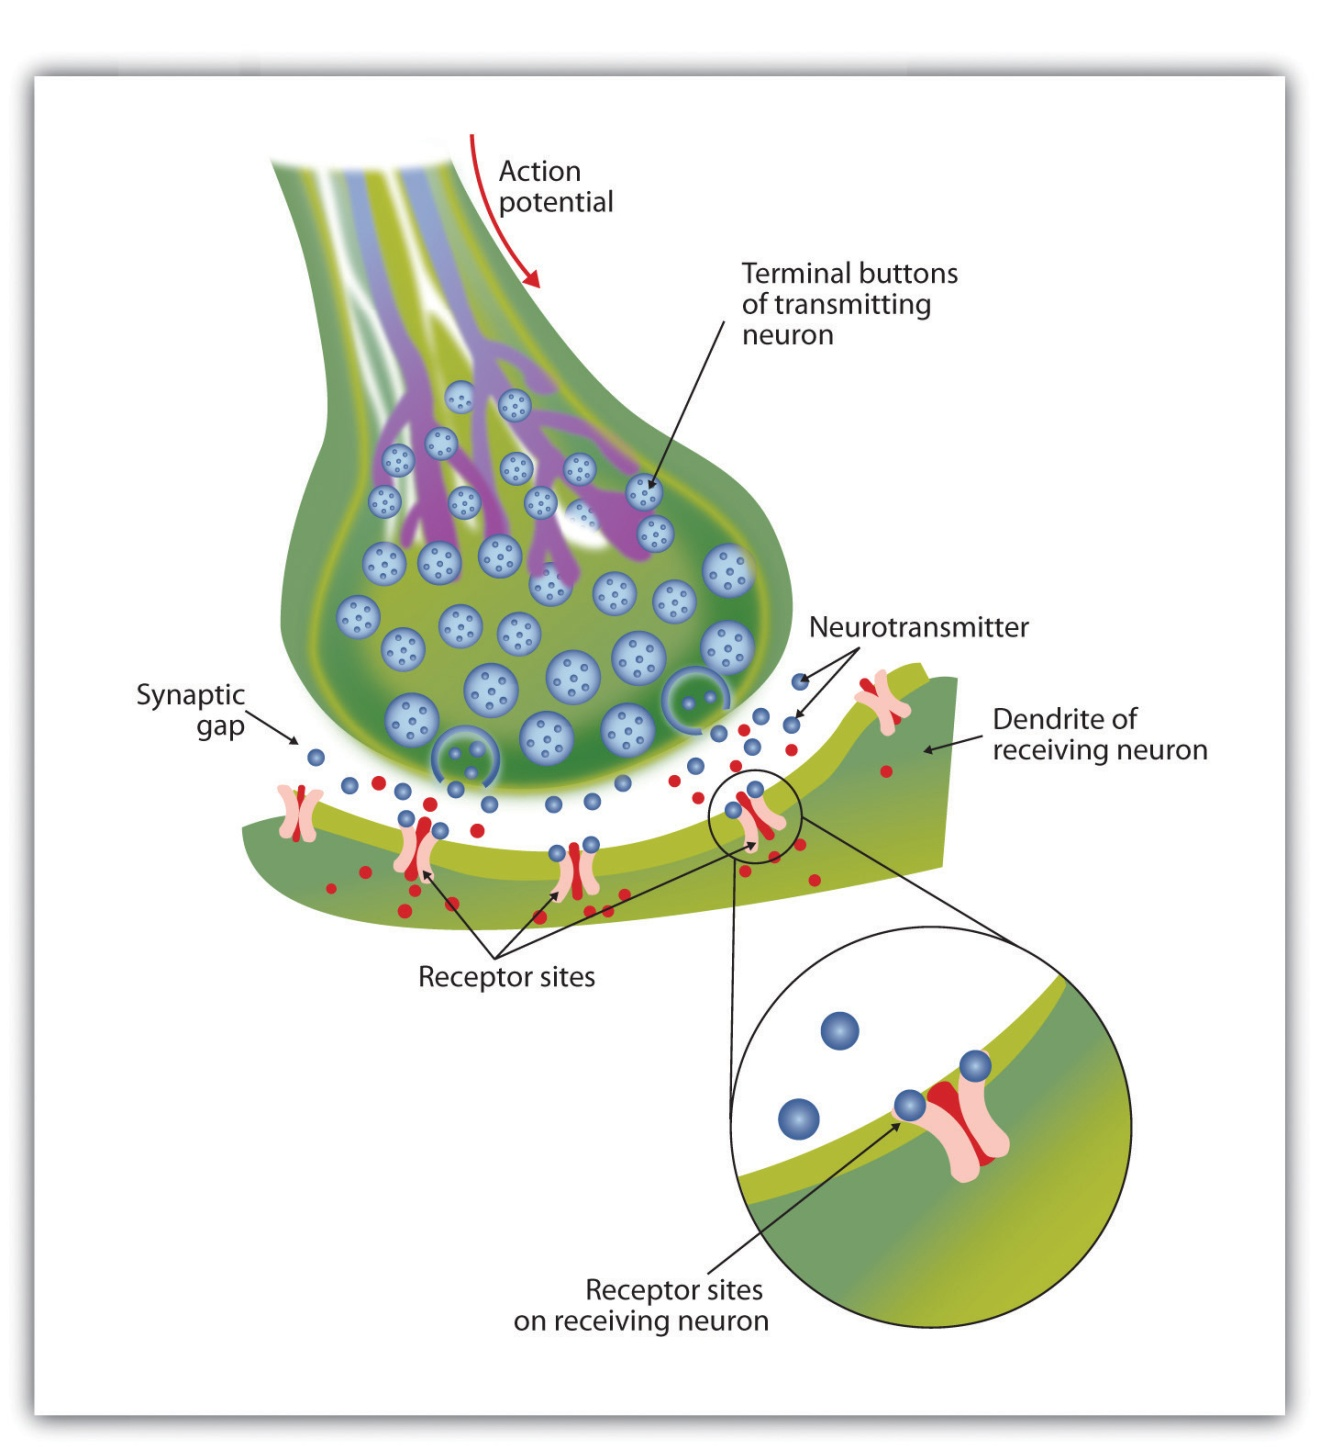 Action
potential
Terminal buttons
of transmitting
neuron
Neurotransmitter
Synaptic
gap
Dendrite of
receiving neuron
Receptor sites
Receptor sites
on receiving neuron